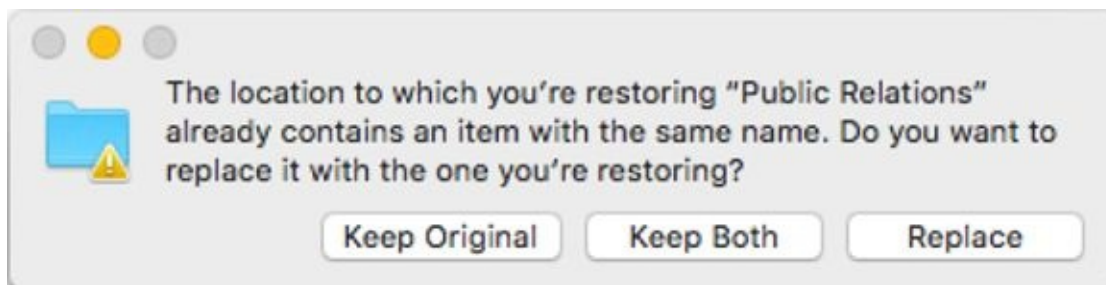 The location to which you’re restoring “Public Relations”
already contains an item with the same name. Do you want to
replace it with the one you’re restoring?
Keep Original Keep Both Replace